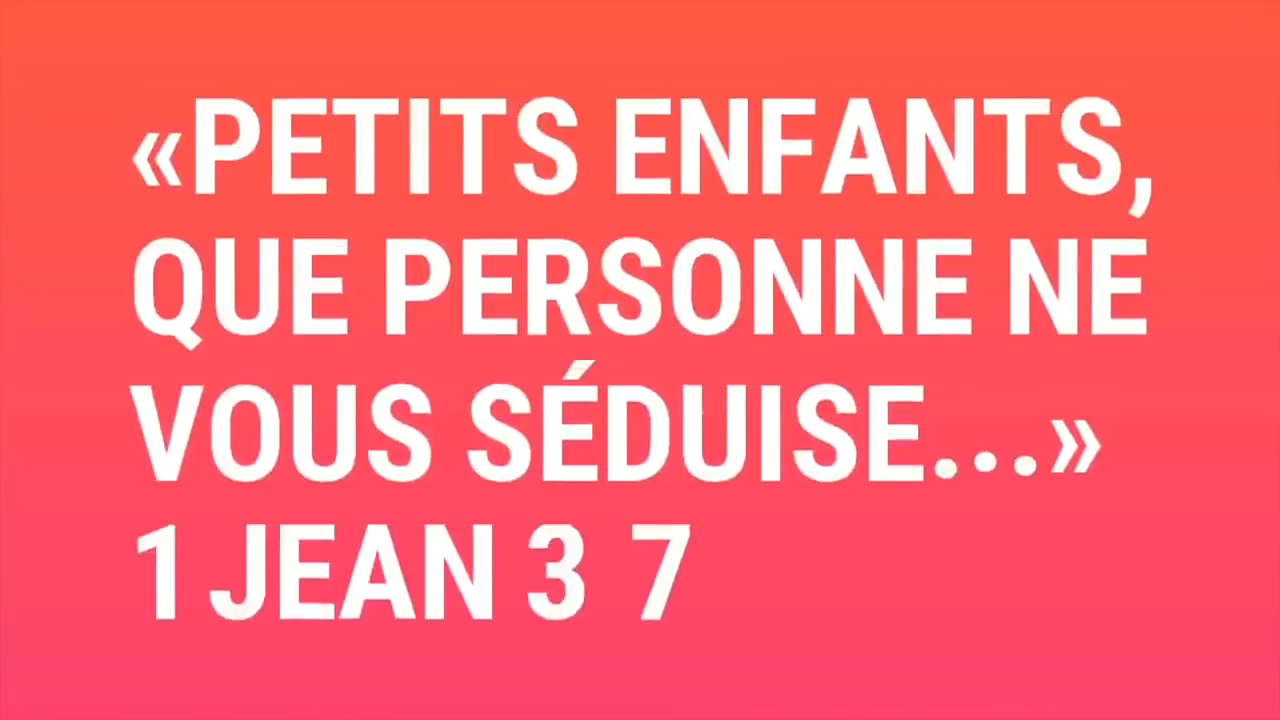 «PETITS ENFANTS,
QUE PERSONNE NE
VOUS SÉDUISE...»
1 JEAN 3 7